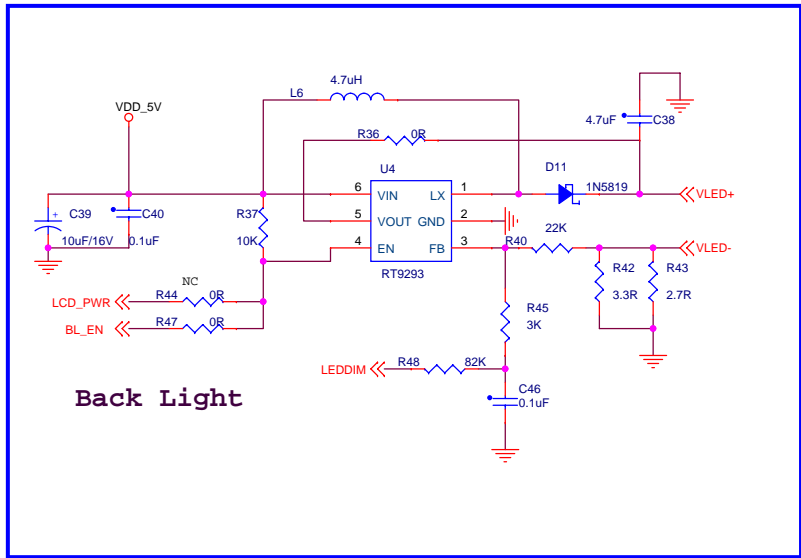 4.7uH
L6
VDD_5V
4.7uF C38
R36 0R
U4
D11
1N5819
6 VIN LX 1
5 VOUT GND 2
4 EN FB 3
RT9293
VLED+
C39
10uF/16V
C40
0.1uF
R37
10K
R40
22K
VLED-
R42
3.3R
R43
2.7R
NC
LCD_PWR R44 0R
BL_EN R47 0R
R45
3K
LEDDIM R48 82K
C46
0.1uF
Back Light